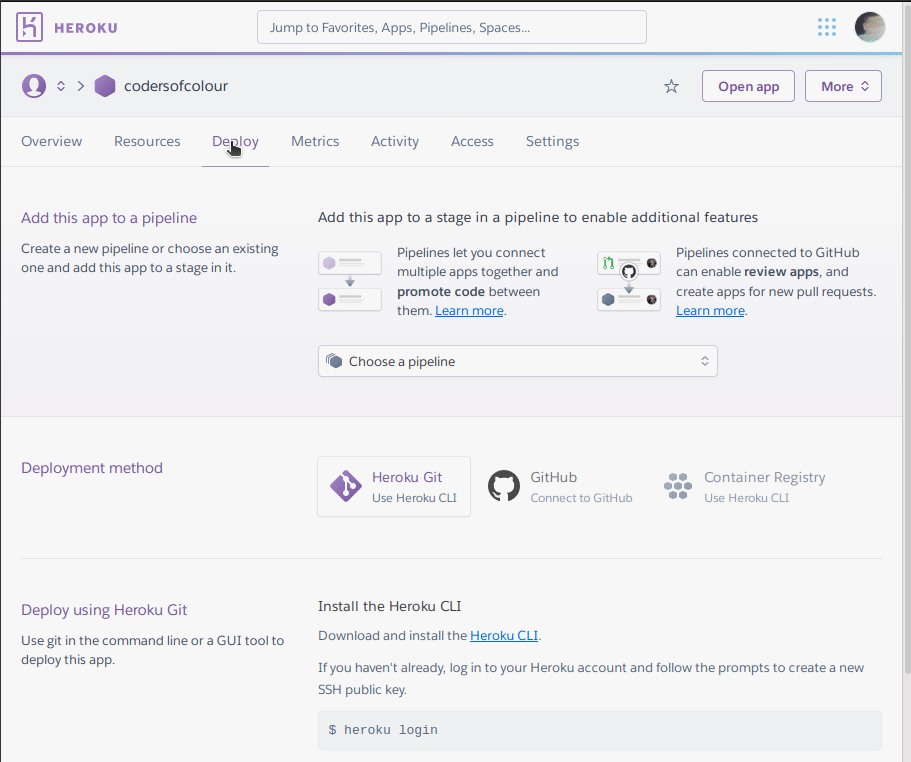 HEROKU
Jump to Favorites, Apps, Pipelines, Spaces...
codersofcolour
Open app
More
Overview
Resources
Deploy
Metrics
Activity
Access
Settings
Add this app to a pipeline
Create a new pipeline or choose an existing
one and add this app to a stage in it.
Add this app to a stage in a pipeline to enable additional features
Pipelines let you connect
multiple apps together and
promote code between
them. Learn more.
Pipelines connected to GitHub
can enable review apps, and
create apps for new pull requests.
Learn more.
Choose a pipeline
Deployment method
Heroku Git
Use Heroku CLI
GitHub
Connect to GitHub
Container Registry
Use Heroku CLI
Deploy using Heroku Git
Use git in the command line or a GUI tool to
deploy this app.
Install the Heroku CLI
Download and install the Heroku CLI.
If you haven't already, log in to your Heroku account and follow the prompts to create a new
SSH public key.
$ heroku login